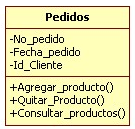 Pedidos
-No_pedido
-Fecha_pedido
-Id_Cliente
+Agregar_producto()
+Quitar_Producto()
+Consultar_productos()